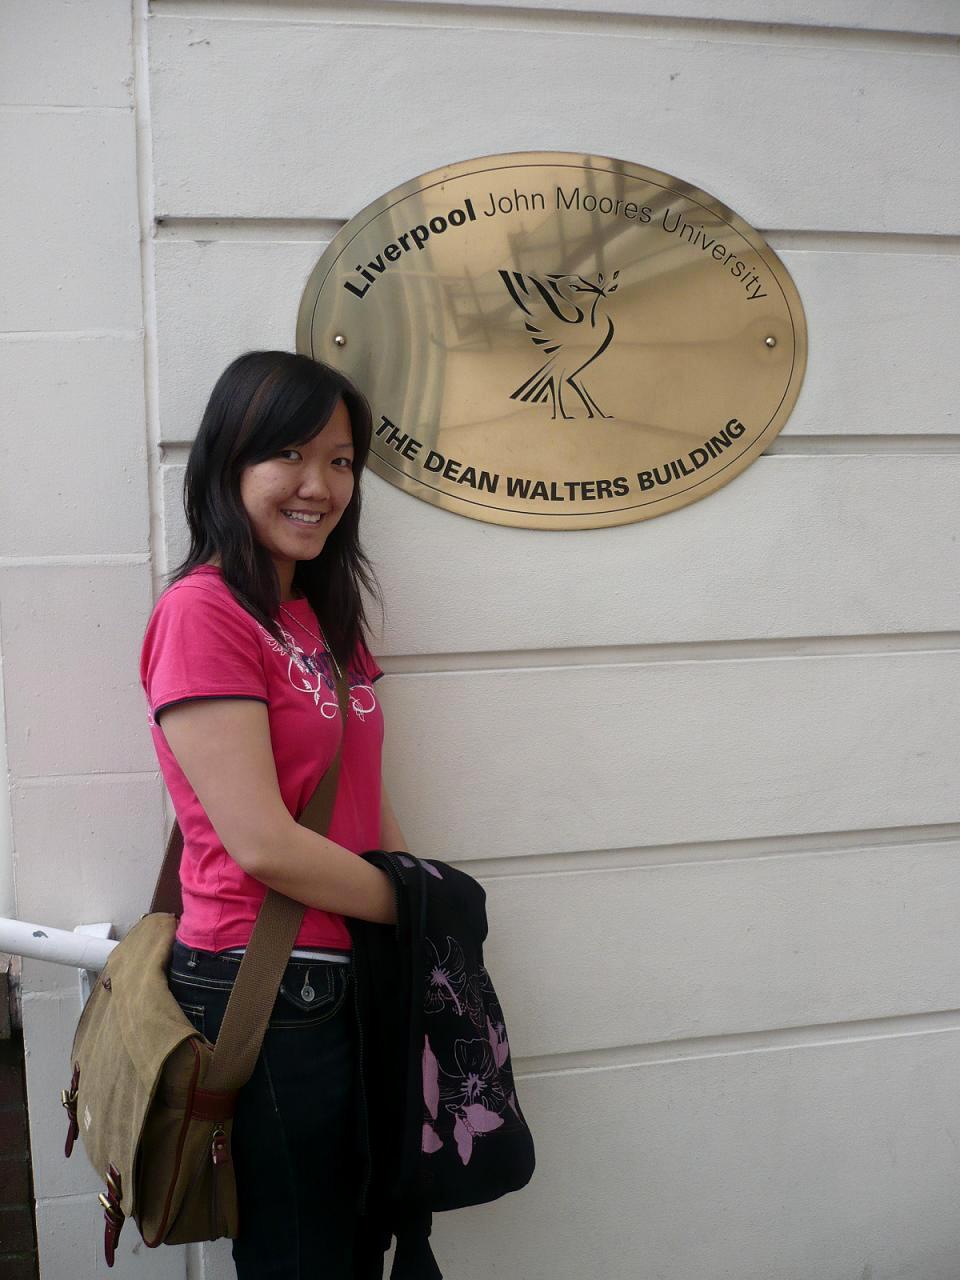 Liverpool John Moores University
THE DEAN WALTERS BUILDING